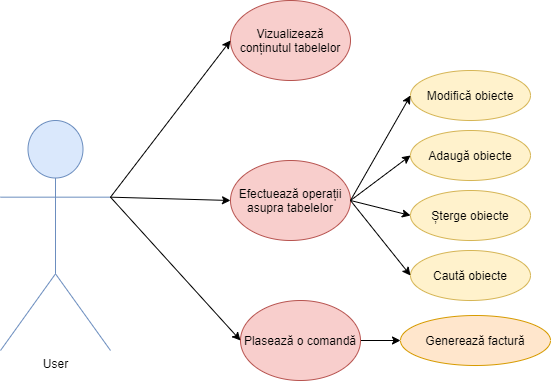 Vizualizează
conținutul tabelelor
Modifică obiecte
Adaugă obiecte
Efectuează operații
asupra tabelelor
Șterge obiecte
Caută obiecte
Plasează o comandă
Generează factură
User